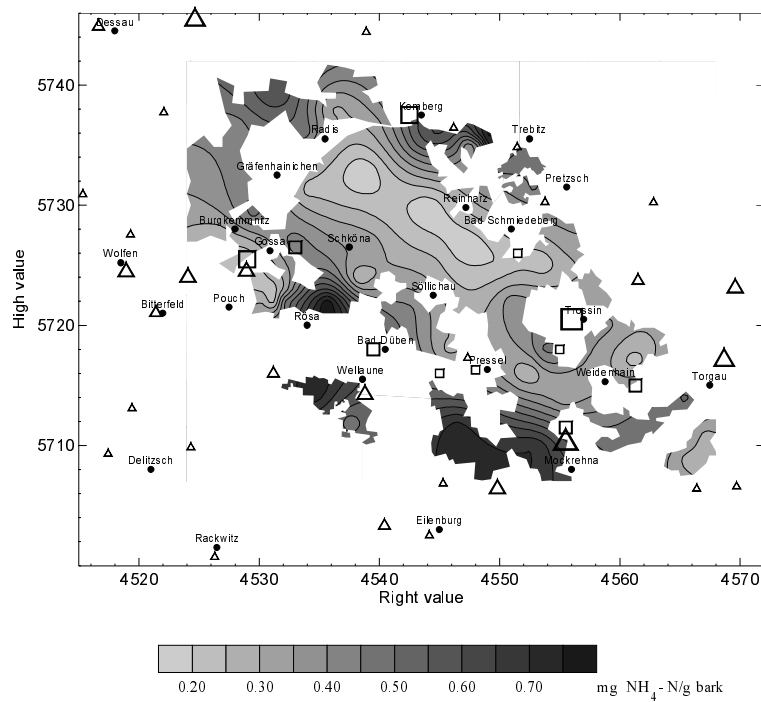 Dessau
5740
Kemberg
Radis
Trebitz
Gräfenhainichen
Pretzsch
5730
Reinharz
Burgkemmnitz
Bad Schmiedeberg
Gossa
Schköna
Wolfen
High value
Söllichau
Bitterfeld
Pouch
Trossin
5720
Rösa
Bad Düben
Pressel
Wellaune
Weidenhain
Torgau
5710
Delitzsch
Mockrehna
Eilenburg
Rackwitz
4520 4530 4540 4550 4560 4570
Right value
0.20 0.30 0.40 0.50 0.60 0.70 mg NH4 - N/g bark